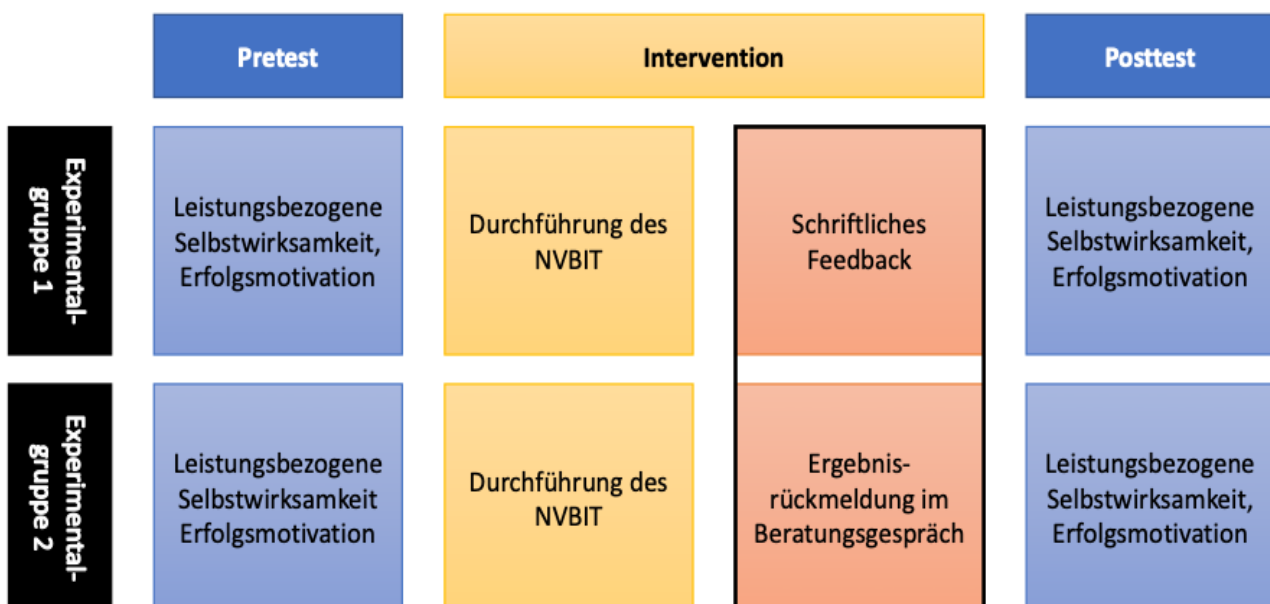 Pretest
Intervention
Posttest
Experimental-
gruppe 1
Leistungsbezogene
Selbstwirksamkeit,
Erfolgsmotivation
Durchführung des
NVBIT
Schriftliches
Feedback
Leistungsbezogene
Selbstwirksamkeit,
Erfolgsmotivation
Experimental-
gruppe 2
Leistungsbezogene
Selbstwirksamkeit
Erfolgsmotivation
Durchführung des
NVBIT
Ergebnis-
rückmeldung im
Beratungsgespräch
Leistungsbezogene
Selbstwirksamkeit,
Erfolgsmotivation